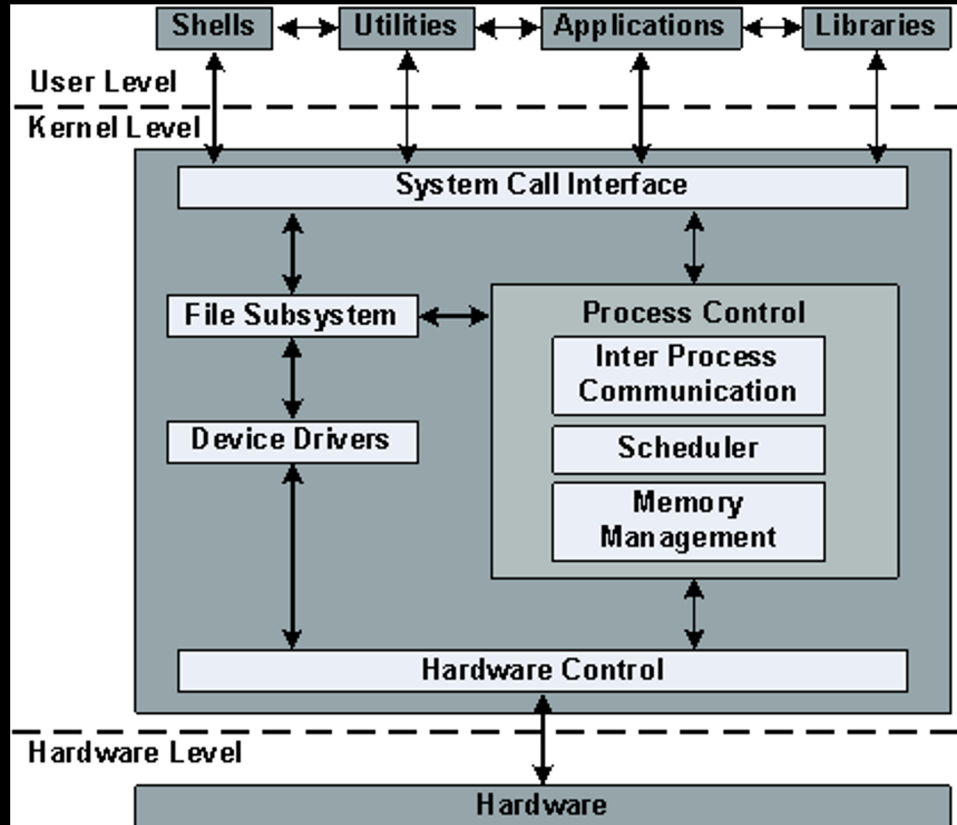 Shells
Utilities
Applications
Libraries
User Level
Kernel Level
System Call Interface
File Subsystem
Process Control
Inter Process
Communication
Device Drivers
Scheduler
Memory
Management
Hardware Control
Hardware Level
Hardware